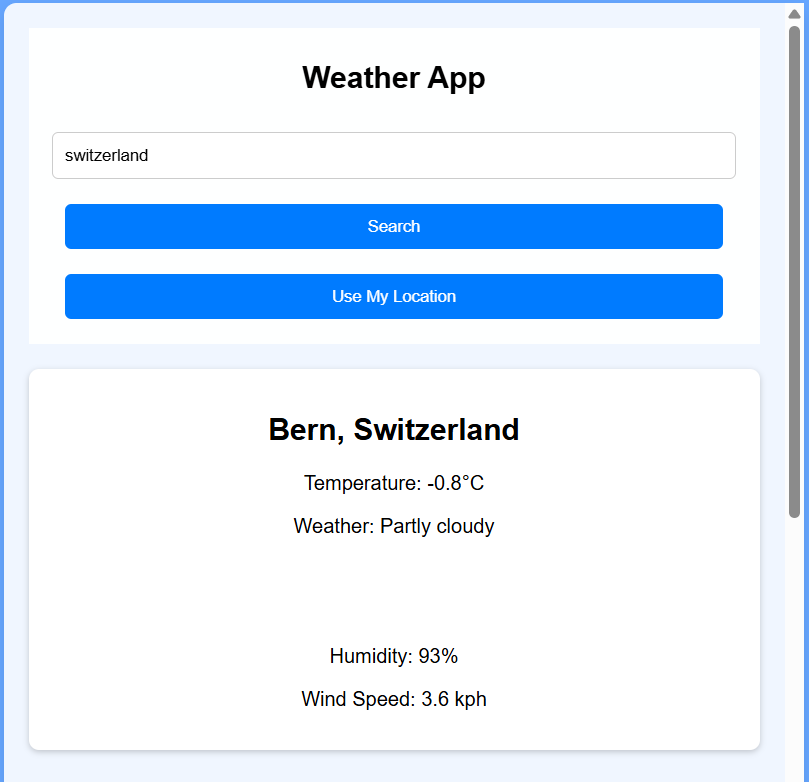 Weather App
switzerland
Search
Use My Location
Bern, Switzerland
Temperature: -0.8°C
Weather: Partly cloudy
Humidity: 93%
Wind Speed: 3.6 kph